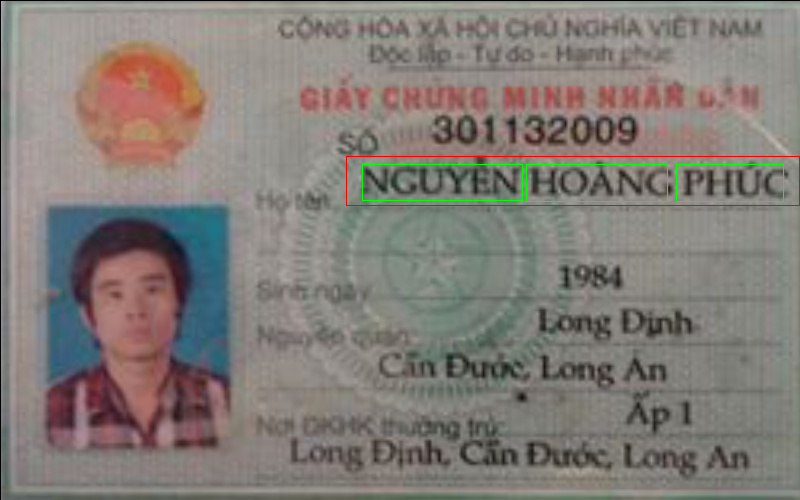 CỘNG HÒA XÃ HỘI CHỦ NGHĨA VIỆT NAM
Độc lập - Tự do - Hạnh phúc
GIẤY CHỨNG MINH NHÂN DÂN
SỐ 301132009
Họ tên: NGUYỄN HOÀNG PHÚC
Sinh ngày 1984
Nguyên quán: Long Định
Cần Đước, Long An
Nơi ĐKHK thường trú: Ấp 1
Long Định, Cần Đước, Long An